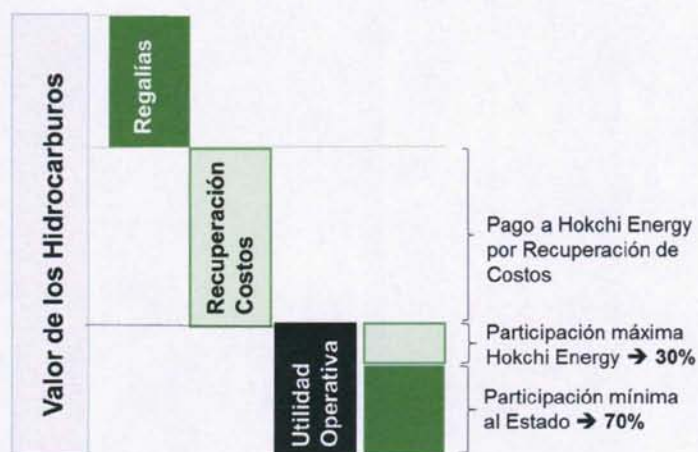 Valor de los Hidrocarburos
Regalías
Recuperación
Costos
Utilidad
Operativa
Pago a Hokchi Energy
por Recuperación de
Costos
Participación máxima
Hokchi Energy ➔ 30%
Participación mínima
al Estado ➔ 70%